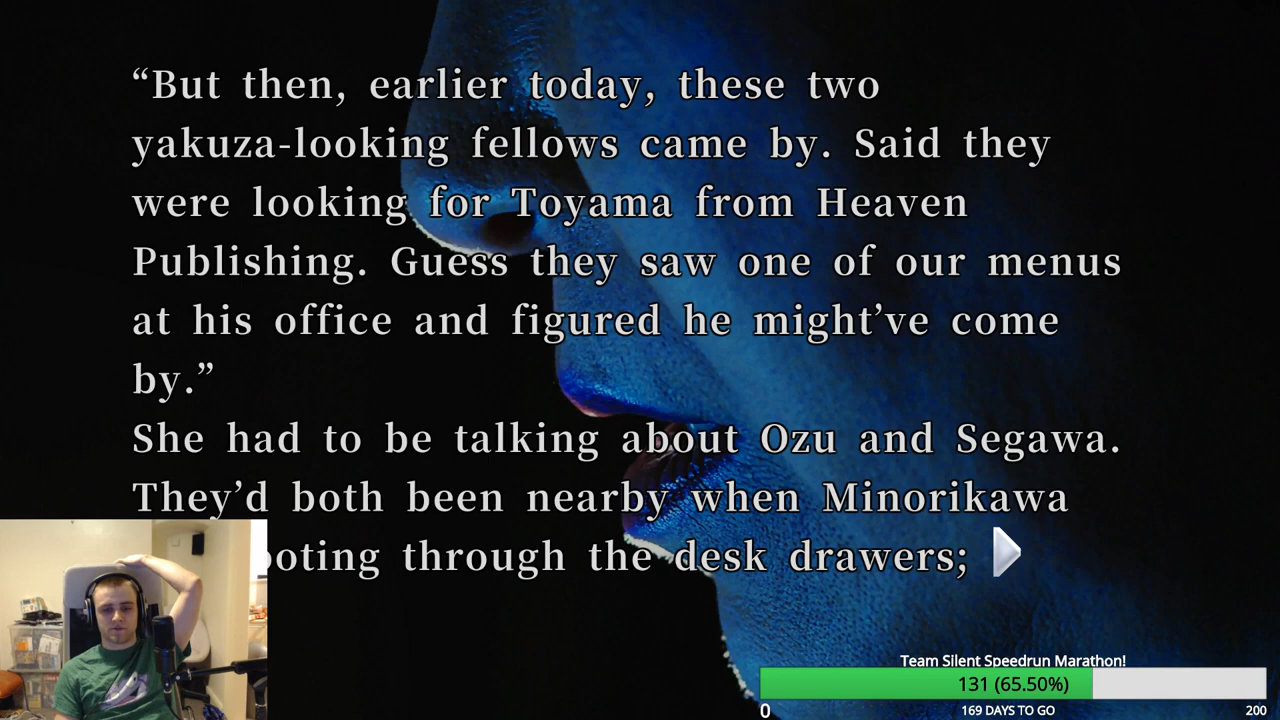 “But then, earlier today, these two
yakuza-looking fellows came by. Said they
were looking for Toyama from Heaven
Publishing. Guess they saw one of our menus
at his office and figured he might’ve come
by.”
She had to be talking about Ozu and Segawa.
They’d both been nearby when Minorikawa
through the desk drawers;
Team Silent Speedrun Marathon!
131 (65.50%)
0 169 DAYS TO GO 200